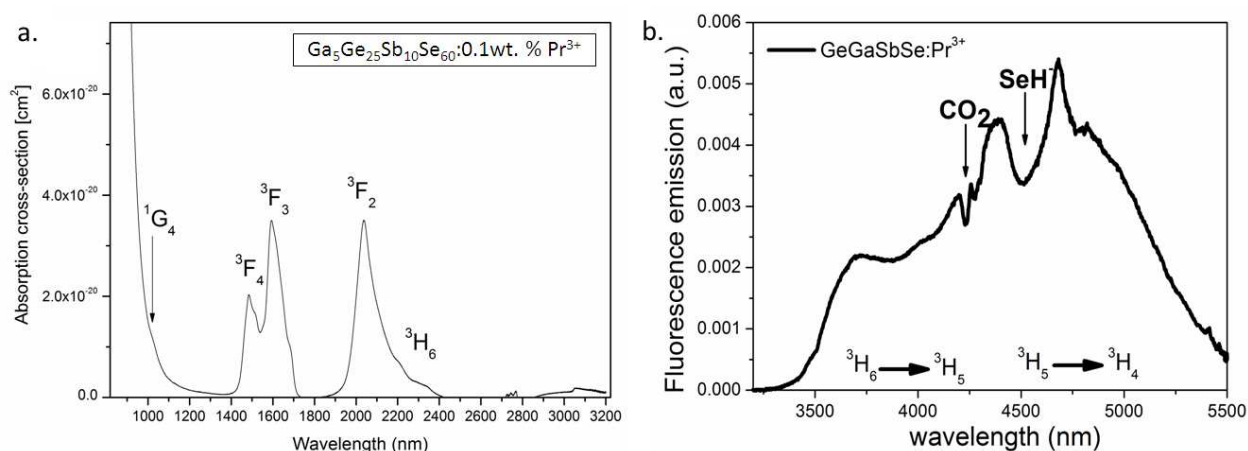 a.
Ga₅Ge₂₅Sb₁₀Se₆₀:0.1wt. % Pr³⁺
Absorption cross-section [cm²]
6.0x10⁻²⁰
4.0x10⁻²⁰
2.0x10⁻²⁰
0.0
¹G₄
³F₄
³F₃
³F₂
³H₆
1000 1200 1400 1600 1800 2000 2200 2400 2600 2800 3000 3200
Wavelength (nm)
b.
GeGaSbSe:Pr³⁺
Fluorescence emission (a.u.)
0.006
0.005
0.004
0.003
0.002
0.001
0.000
CO₂
SeH⁻
³H₆ ³H₅
³H₅ ³H₄
3500 4000 4500 5000 5500
wavelength (nm)